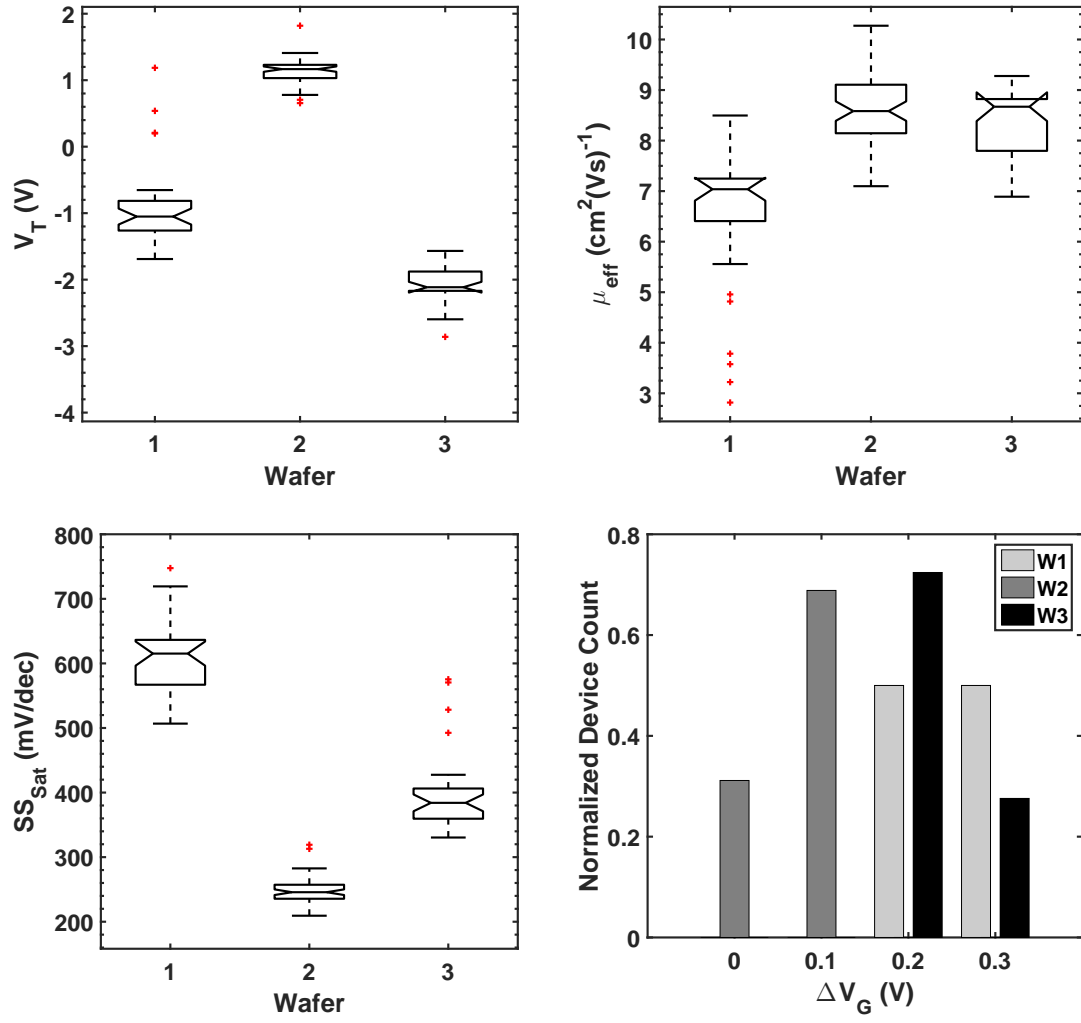 2
1
0
-1
-2
-3
-4
V_T (V)
1 2 3
Wafer
10
9
8
7
6
5
4
3
μ_eff (cm^2(Vs)^-1)
1 2 3
Wafer
800
700
600
500
400
300
200
SS_Sat (mV/dec)
1 2 3
Wafer
0.8
0.6
0.4
0.2
0
Normalized Device Count
W1
W2
W3
0 0.1 0.2 0.3
ΔV_G (V)